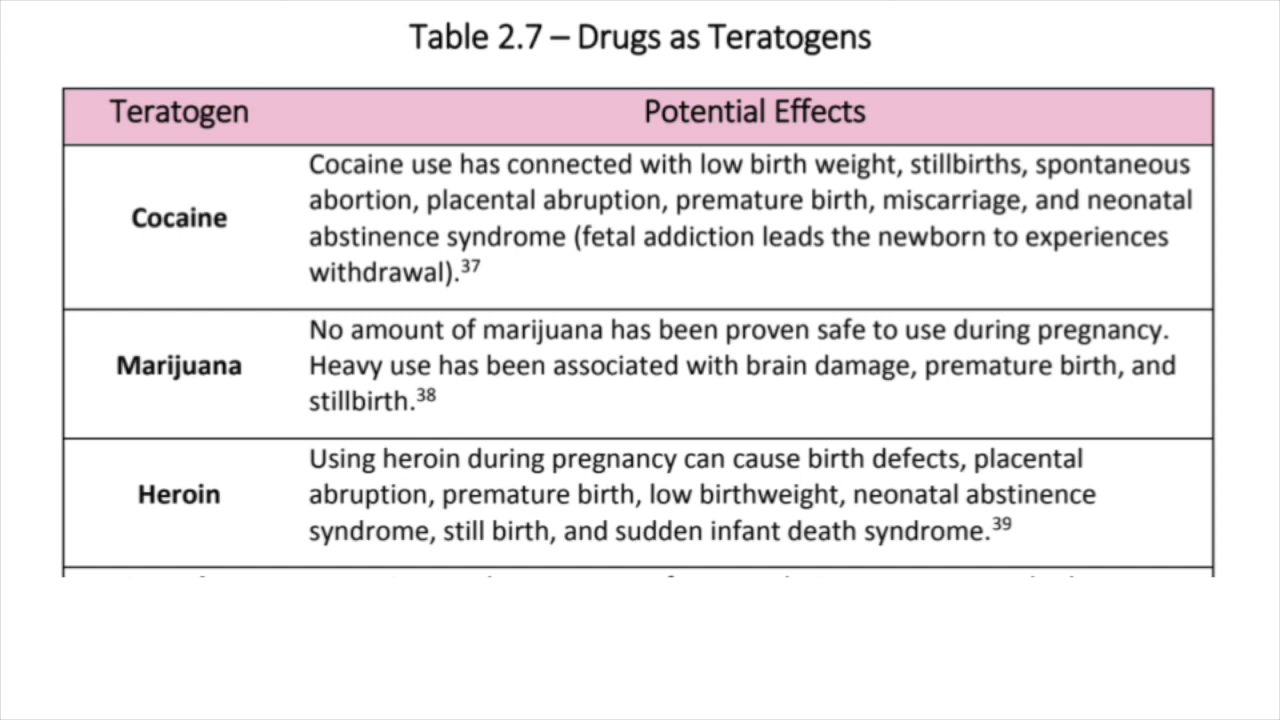 Table 2.7 – Drugs as Teratogens
Teratogen Potential Effects
Cocaine
Cocaine use has connected with low birth weight, stillbirths, spontaneous
abortion, placental abruption, premature birth, miscarriage, and neonatal
abstinence syndrome (fetal addiction leads the newborn to experiences
withdrawal).37
Marijuana
No amount of marijuana has been proven safe to use during pregnancy.
Heavy use has been associated with brain damage, premature birth, and
stillbirth.38
Heroin
Using heroin during pregnancy can cause birth defects, placental
abruption, premature birth, low birthweight, neonatal abstinence
syndrome, still birth, and sudden infant death syndrome.39